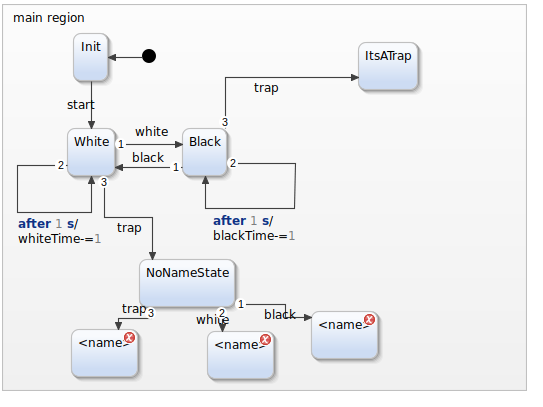 main region
Init
ItsATrap
start
trap
White
1
white
Black
3
2
black
1
2
3
after 1 s/
whiteTime-=1
trap
after 1 s/
blackTime-=1
NoNameState
trap
3
white
2
1
black
<name>
<name>
<name>